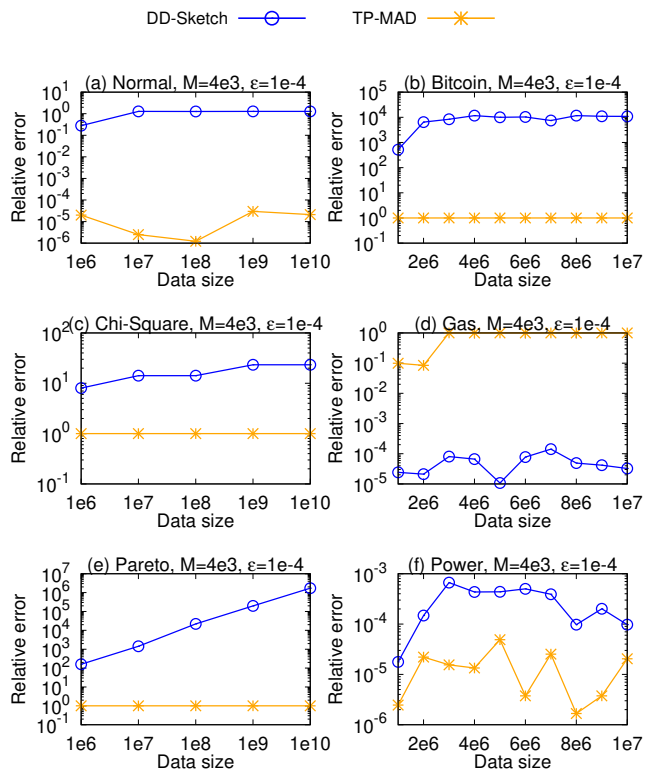 DD-Sketch TP-MAD
(a) Normal, M=4e3, ε=1e-4
10^1
10^0
10^-1
10^-2
10^-3
10^-4
10^-5
10^-6
Relative error
1e6 1e7 1e8 1e9 1e10
Data size
(b) Bitcoin, M=4e3, ε=1e-4
10^5
10^4
10^3
10^2
10^1
10^0
10^-1
Relative error
2e6 4e6 6e6 8e6 1e7
Data size
(c) Chi-Square, M=4e3, ε=1e-4
10^2
10^1
10^0
10^-1
Relative error
1e6 1e7 1e8 1e9 1e10
Data size
(d) Gas, M=4e3, ε=1e-4
10^0
10^-1
10^-2
10^-3
10^-4
10^-5
Relative error
2e6 4e6 6e6 8e6 1e7
Data size
(e) Pareto, M=4e3, ε=1e-4
10^7
10^6
10^5
10^4
10^3
10^2
10^1
10^0
10^-1
Relative error
1e6 1e7 1e8 1e9 1e10
Data size
(f) Power, M=4e3, ε=1e-4
10^-3
10^-4
10^-5
10^-6
Relative error
2e6 4e6 6e6 8e6 1e7
Data size